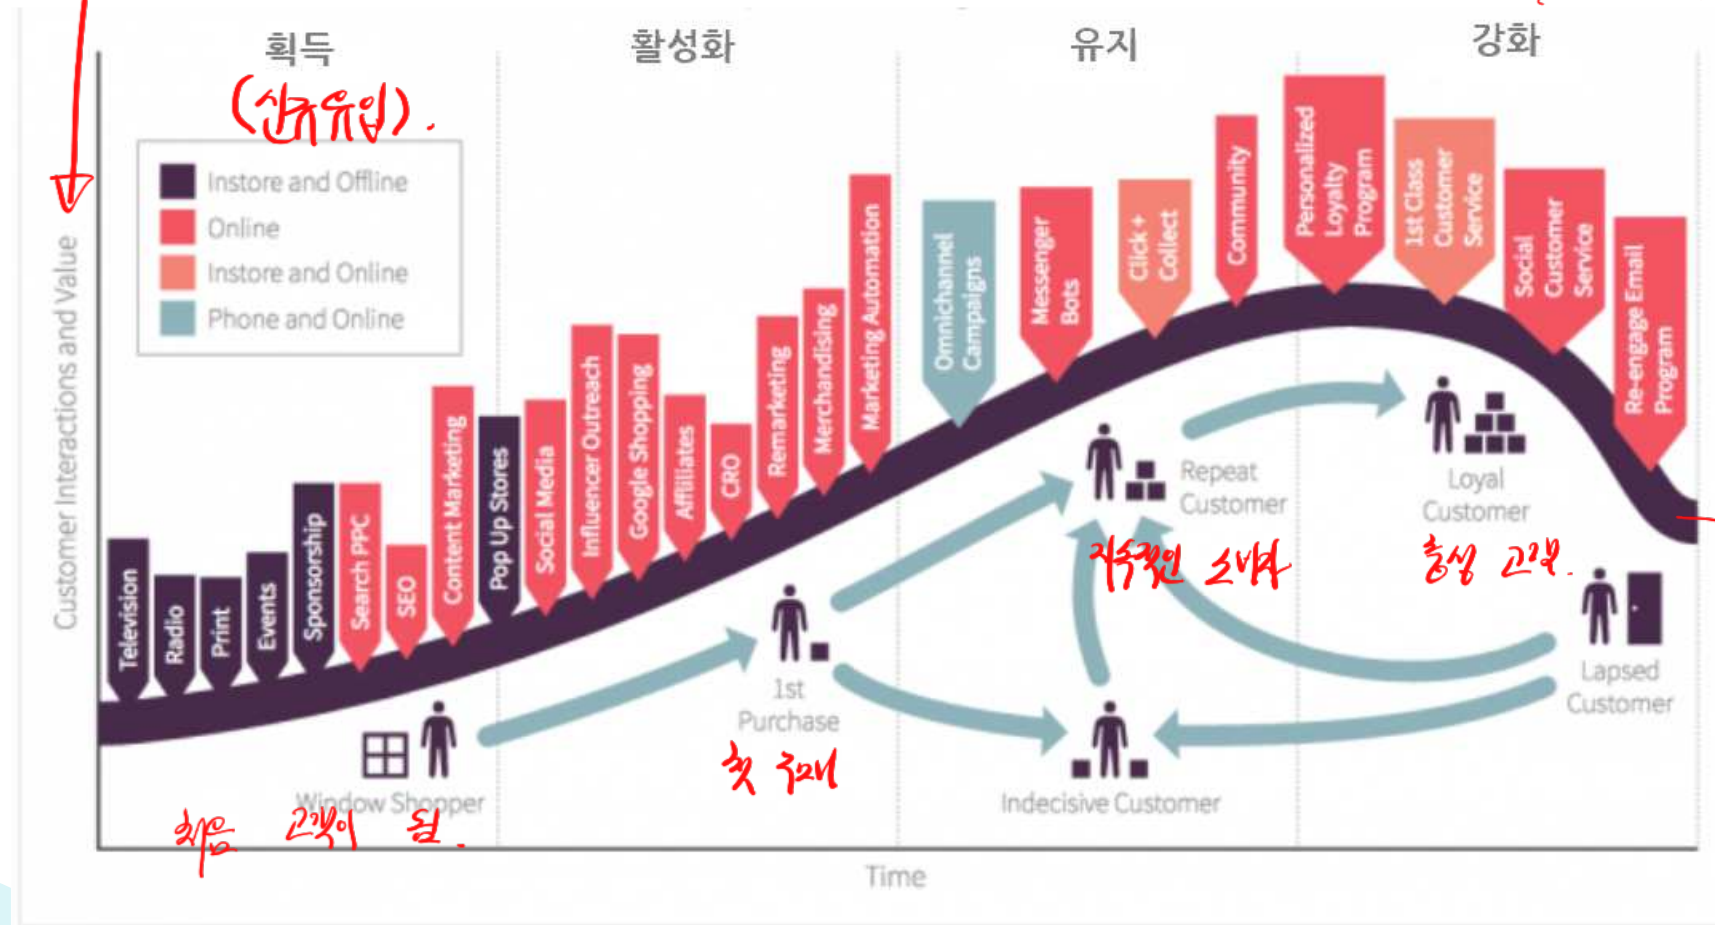 획득
활성화
유지
강화
(신규유입).
Instore and Offline
Online
Instore and Online
Phone and Online
Customer Interactions and Value
Television
Radio
Print
Events
Sponsorship
Search PPC
SEO
Content Marketing
Pop Up Stores
Social Media
Influencer Outreach
Google Shopping
Affiliates
CRO
Remarketing
Merchandising
Marketing Automation
Omnichannel
Campaigns
Messenger
Bots
Click +
Collect
Community
Personalized
Loyalty
Program
1st Class
Customer
Service
Social
Customer
Service
Re-engage Email
Program
Window Shopper
처음 고객이 됨.
1st
Purchase
첫 구매
Repeat
Customer
지속적인 소비자
Indecisive Customer
Loyal
Customer
충성 고객.
Lapsed
Customer
Time